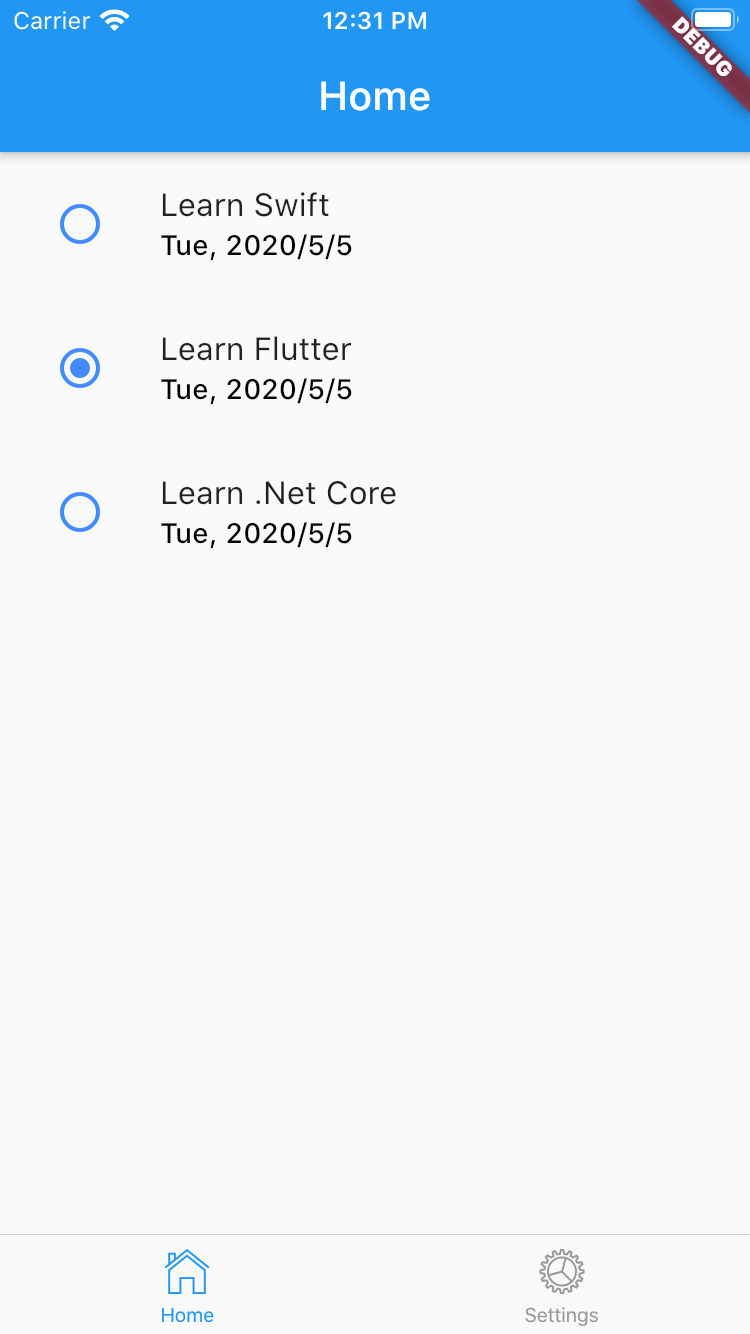 Carrier 12:31 PM
DEBUG
Home
Learn Swift
Tue, 2020/5/5
Learn Flutter
Tue, 2020/5/5
Learn .Net Core
Tue, 2020/5/5
Home Settings